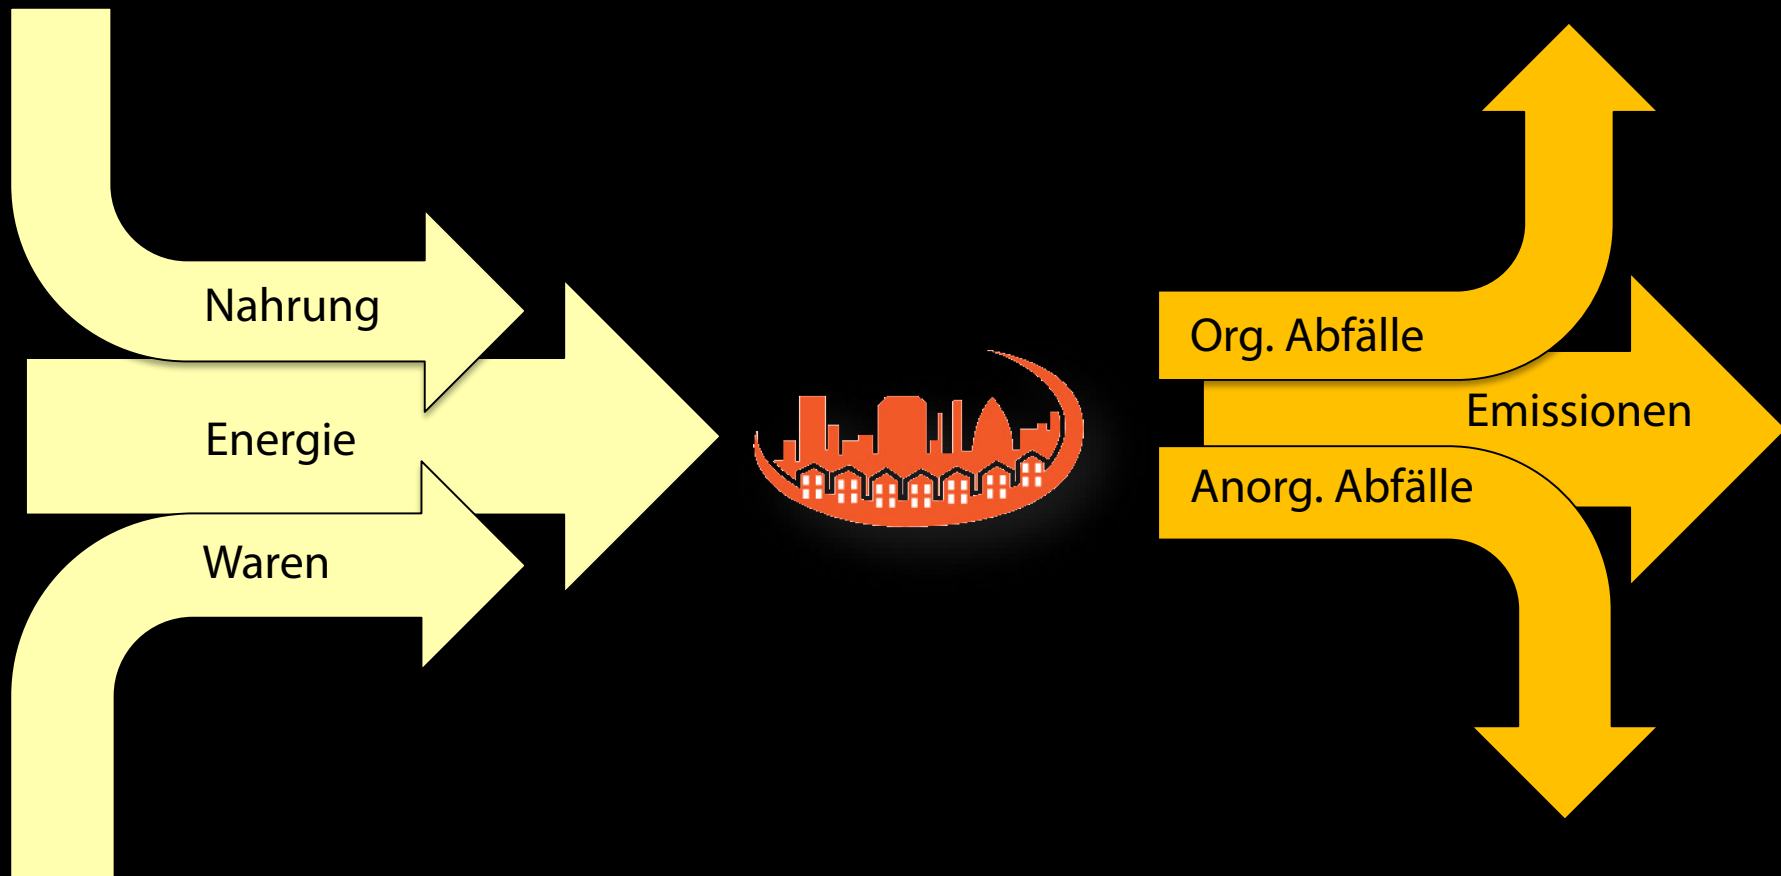 Nahrung
Energie
Waren
Org. Abfälle
Emissionen
Anorg. Abfälle